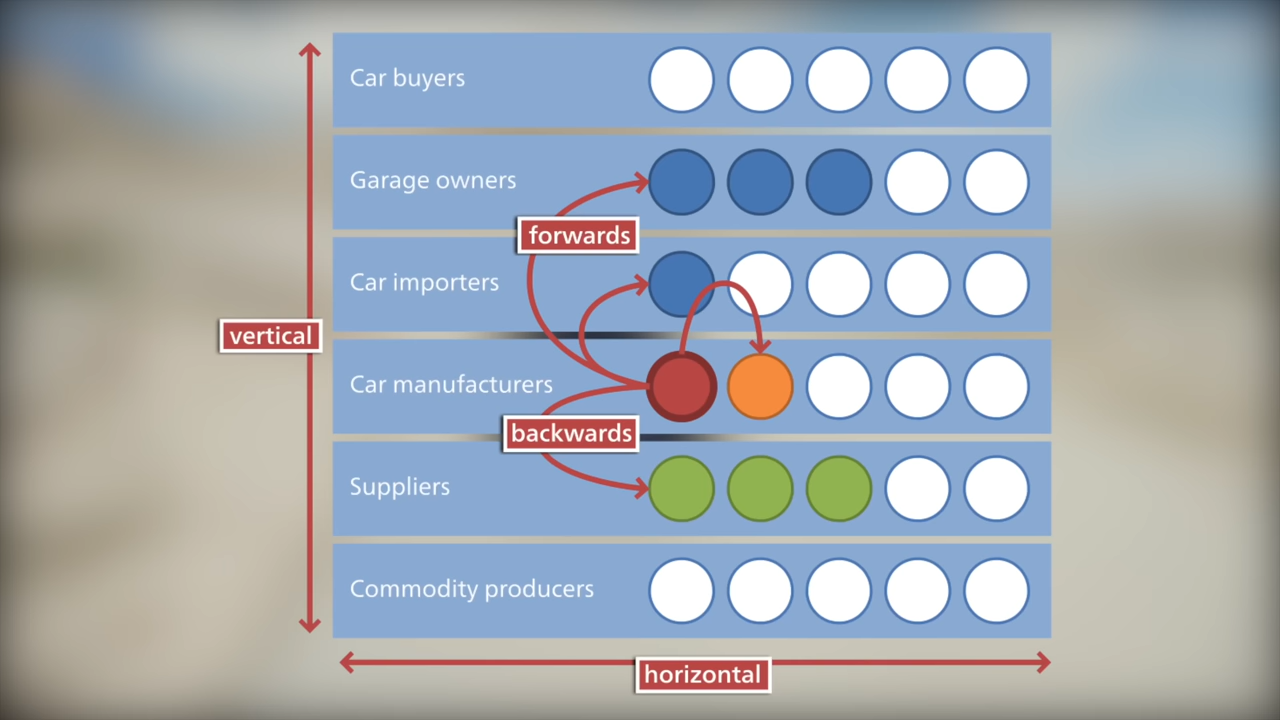 Car buyers
Garage owners
forwards
Car importers
vertical
Car manufacturers
backwards
Suppliers
Commodity producers
horizontal